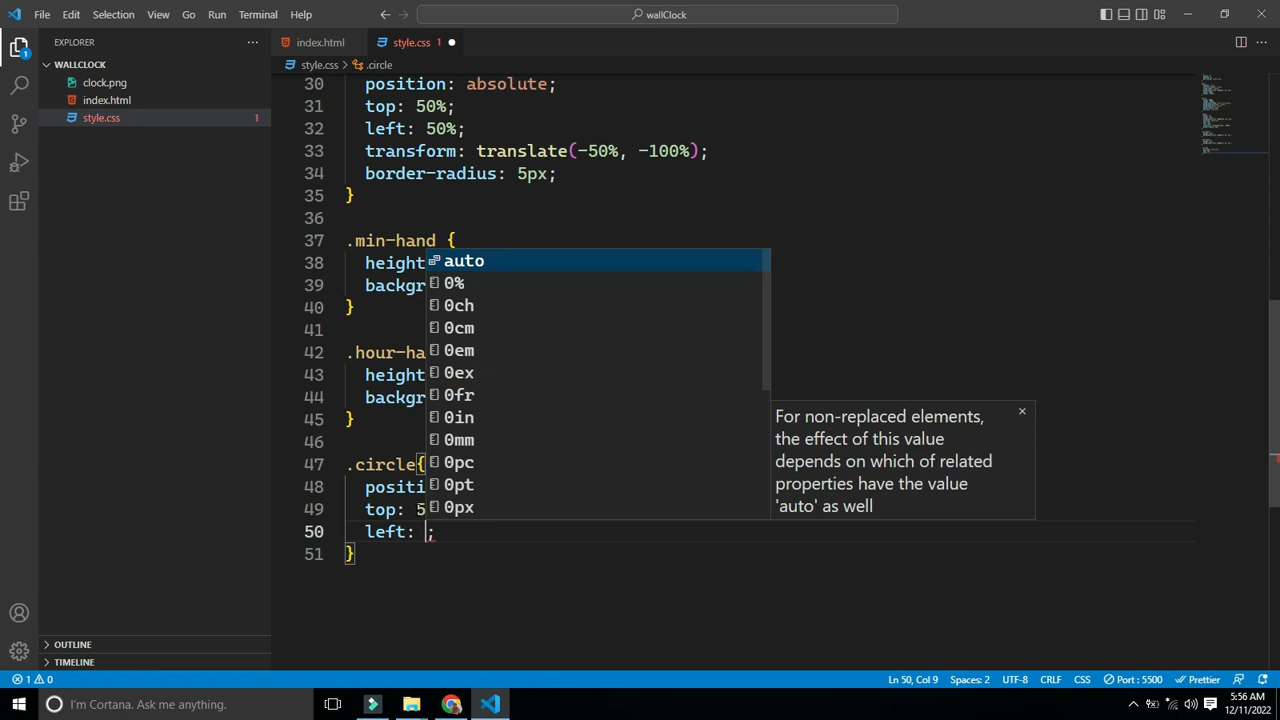 File Edit Selection View Go Run Terminal Help
wallClock
EXPLORER
WALLCLOCK
clock.png
index.html
style.css 1
OUTLINE
TIMELINE
index.html
style.css 1
style.css > .circle
30 position: absolute;
31 top: 50%;
32 left: 50%;
33 transform: translate(-50%, -100%);
34 border-radius: 5px;
35 }
36
37 .min-hand {
38 height
39 backgr
40 }
41
42 .hour-ha
43 height
44 backgr
45 }
46
47 .circle{
48 positi
49 top: 5
50 left: ;
51 }
auto
0%
0ch
0cm
0em
0ex
0fr
0in
0mm
0pc
0pt
0px
For non-replaced elements,
the effect of this value
depends on which of related
properties have the value
'auto' as well
1
1 0
Ln 50, Col 9
Spaces: 2
UTF-8
CRLF
CSS
Port : 5500
Prettier
I'm Cortana. Ask me anything.
5:56 AM
12/11/2022